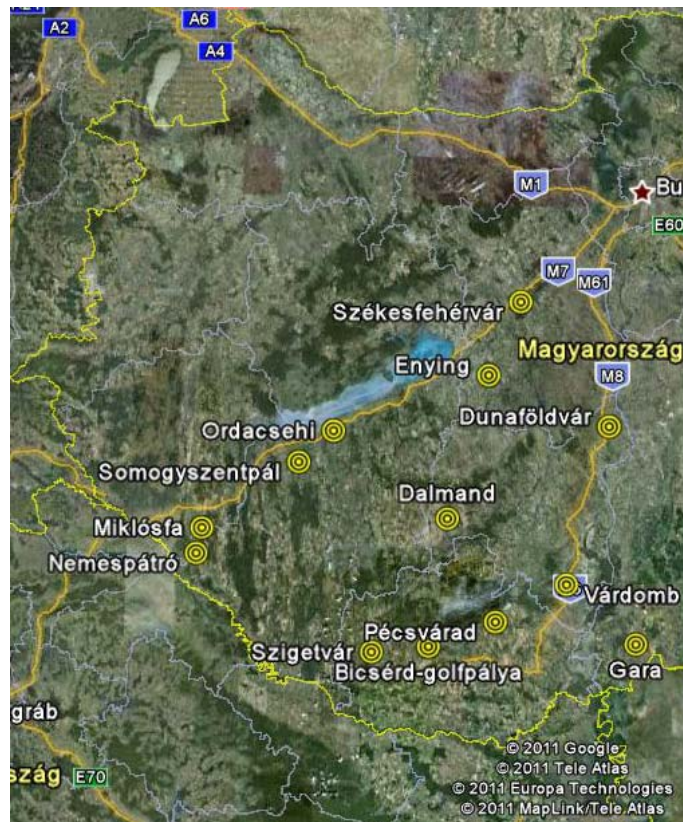 A2
A6
A4
M1
Bu
E60
M7
M61
Székesfehérvár
Magyarország
Enying
M8
Dunaföldvár
Ordacsehi
Somogyszentpál
Dalmand
Miklósfa
Nemespátró
Várdomb
Pécsvárad
Szigetvár
Bicsérd-golfpálya
Gara
gráb
szág
E70
© 2011 Google
© 2011 Tele Atlas
© 2011 Europa Technologies
© 2011 MapLink/Tele Atlas